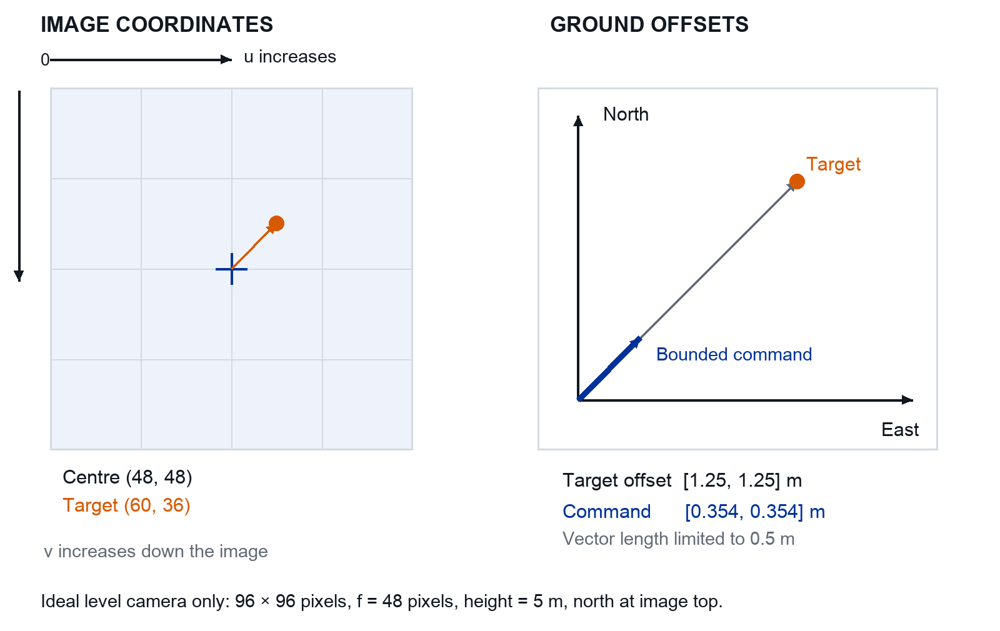 IMAGE COORDINATES
0
u increases
Centre (48, 48)
Target (60, 36)
v increases down the image
GROUND OFFSETS
North
Target
Bounded command
East
Target offset [1.25, 1.25] m
Command [0.354, 0.354] m
Vector length limited to 0.5 m
Ideal level camera only: 96 × 96 pixels, f = 48 pixels, height = 5 m, north at image top.